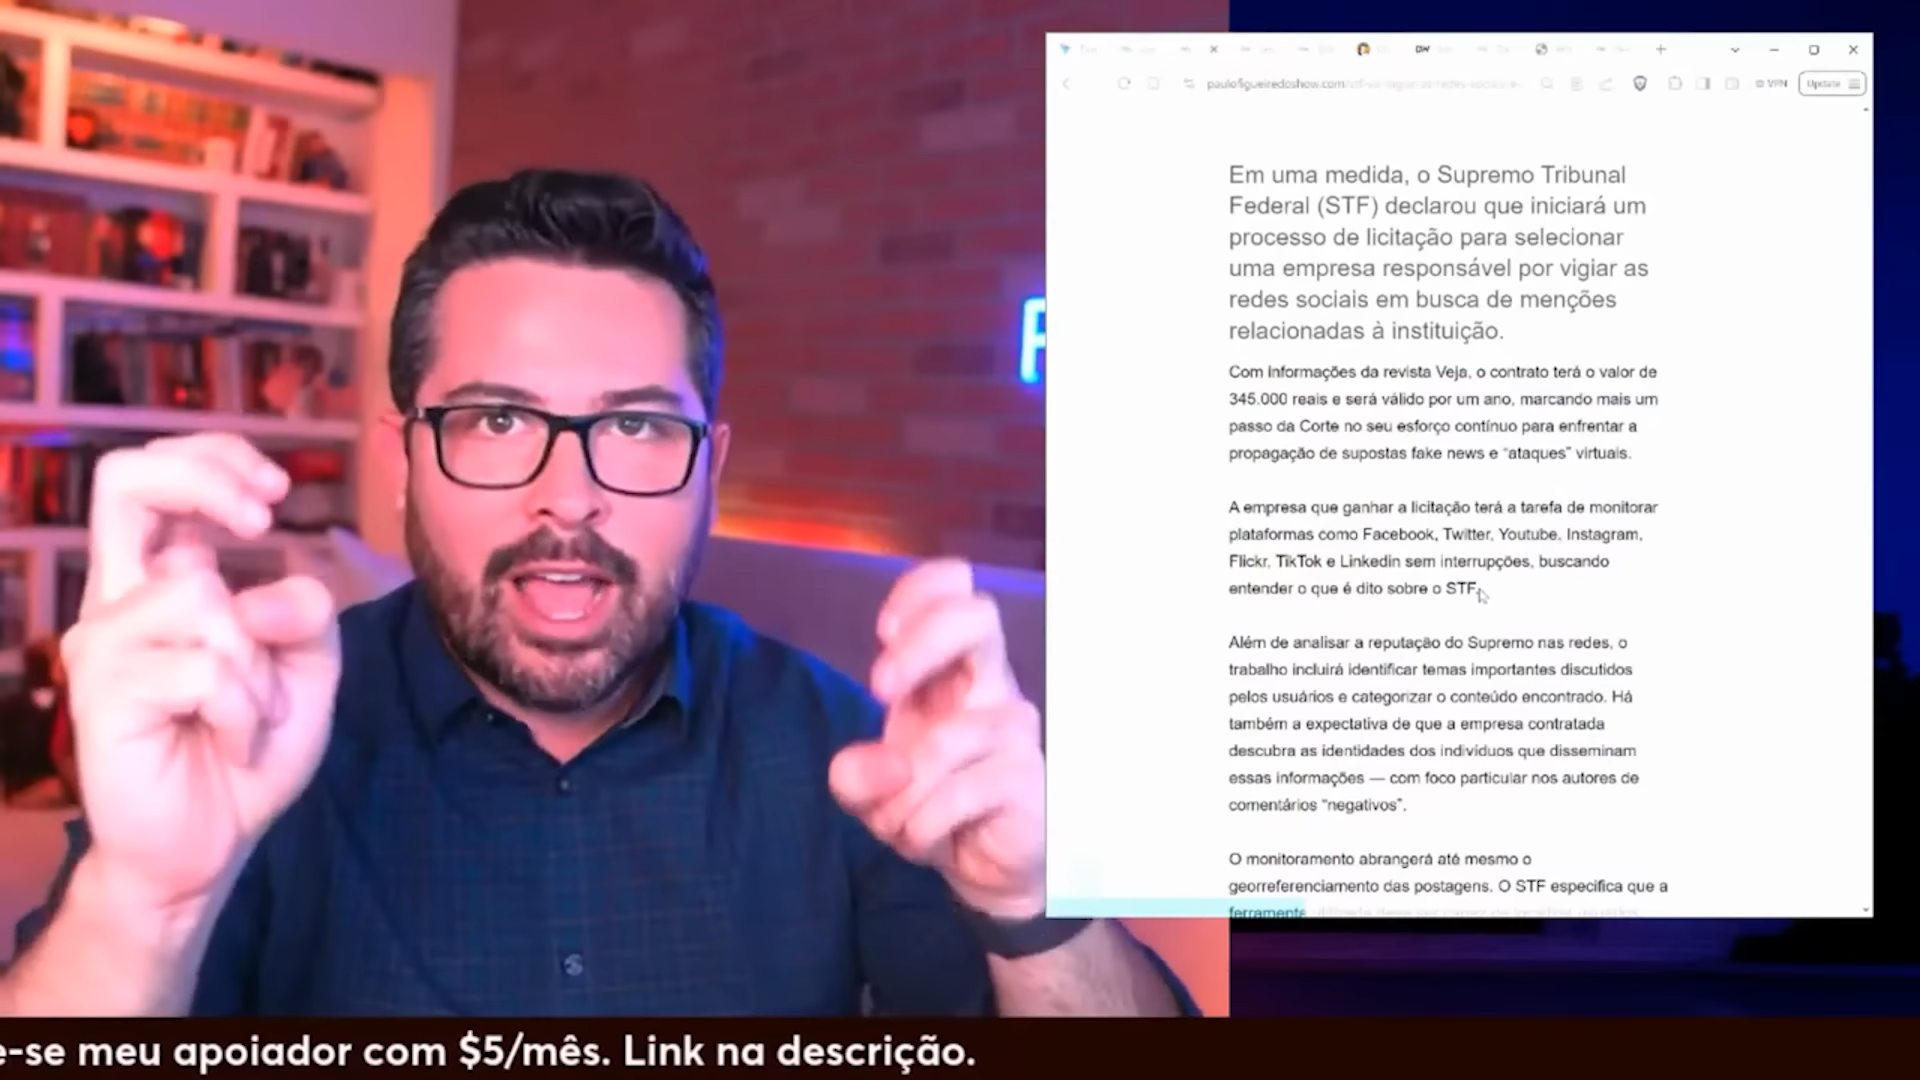 paulofigueiredoshow.com
VPN
Update
Em uma medida, o Supremo Tribunal
Federal (STF) declarou que iniciará um
processo de licitação para selecionar
uma empresa responsável por vigiar as
redes sociais em busca de menções
relacionadas à instituição.
Com informações da revista Veja, o contrato terá o valor de
345.000 reais e será válido por um ano, marcando mais um
passo da Corte no seu esforço contínuo para enfrentar a
propagação de supostas fake news e “ataques” virtuais.
A empresa que ganhar a licitação terá a tarefa de monitorar
plataformas como Facebook, Twitter, Youtube, Instagram,
Flickr, TikTok e Linkedin sem interrupções, buscando
entender o que é dito sobre o STF.
Além de analisar a reputação do Supremo nas redes, o
trabalho incluirá identificar temas importantes discutidos
pelos usuários e categorizar o conteúdo encontrado. Há
também a expectativa de que a empresa contratada
descubra as identidades dos indivíduos que disseminam
essas informações — com foco particular nos autores de
comentários “negativos”.
O monitoramento abrangerá até mesmo o
georreferenciamento das postagens. O STF especifica que a
ferramenta
e-se meu apoiador com $5/mês. Link na descrição.